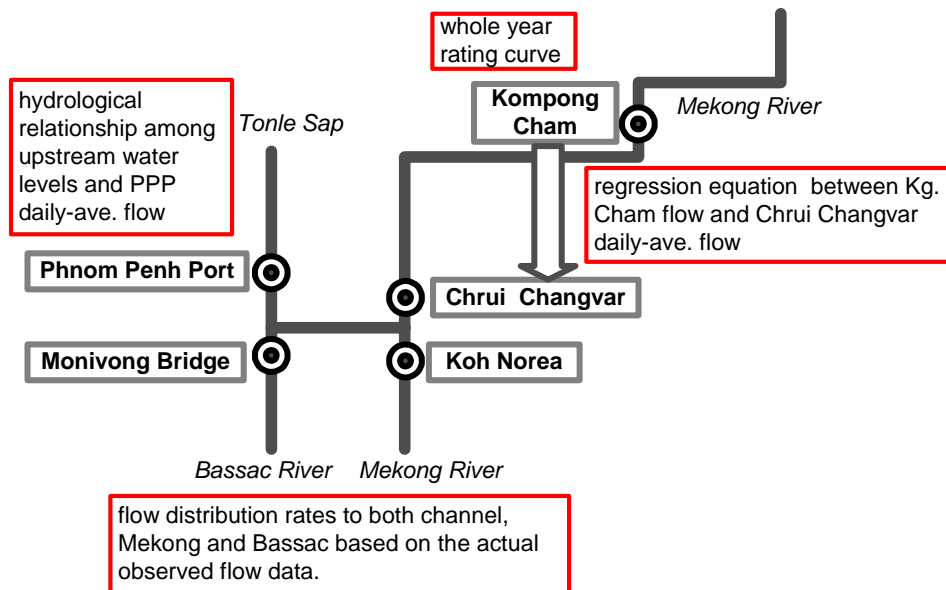 whole year
rating curve
hydrological
relationship among
upstream water
levels and PPP
daily-ave. flow
Tonle Sap
Kompong
Cham
Mekong River
regression equation  between Kg.
Cham flow and Chrui Changvar
daily-ave. flow
Phnom Penh Port
Chrui  Changvar
Monivong Bridge
Koh Norea
Bassac River
Mekong River
flow distribution rates to both channel,
Mekong and Bassac based on the actual
observed flow data.